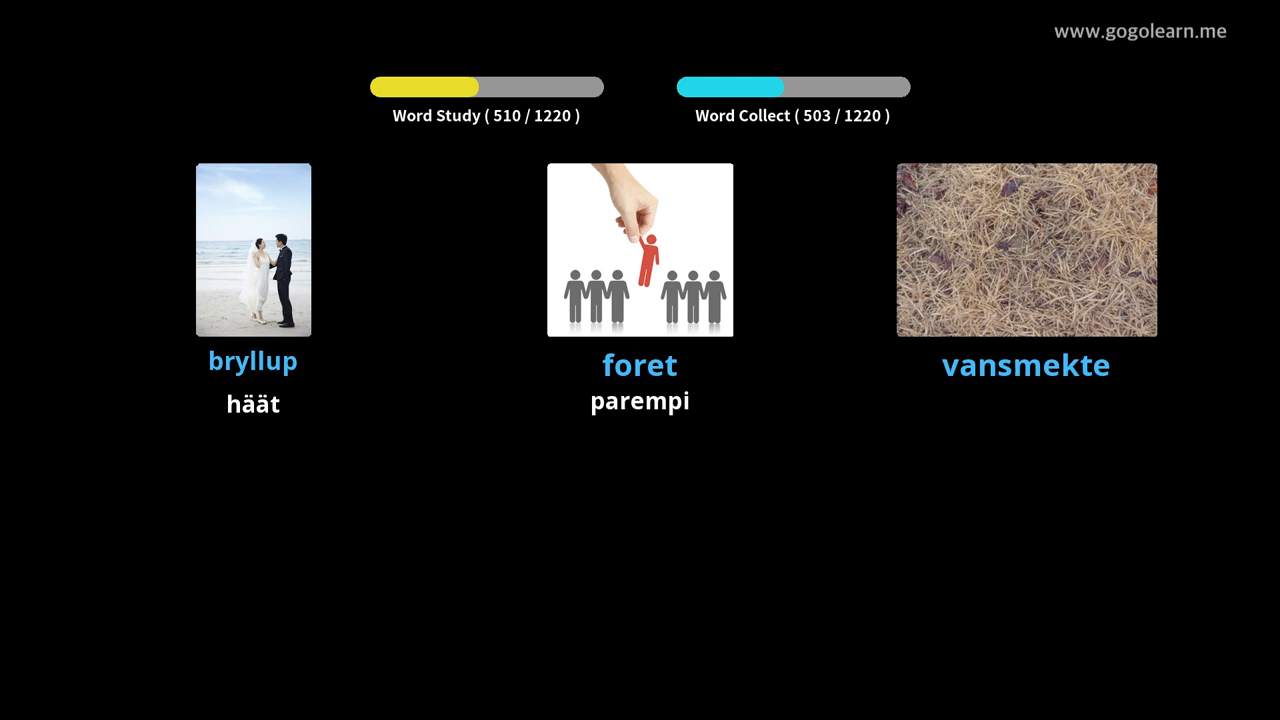 www.gogolearn.me
Word Study ( 510 / 1220 )
Word Collect ( 503 / 1220 )
bryllup
häät
foret
parempi
vansmekte